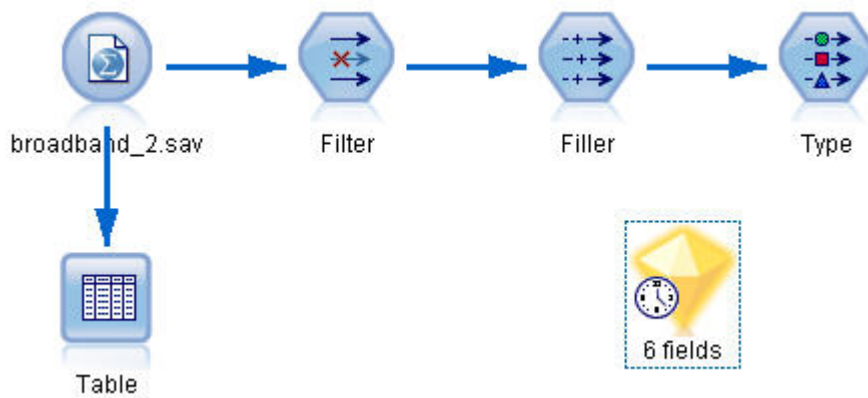 broadband_2.sav
Filter
Filler
Type
6 fields
Table